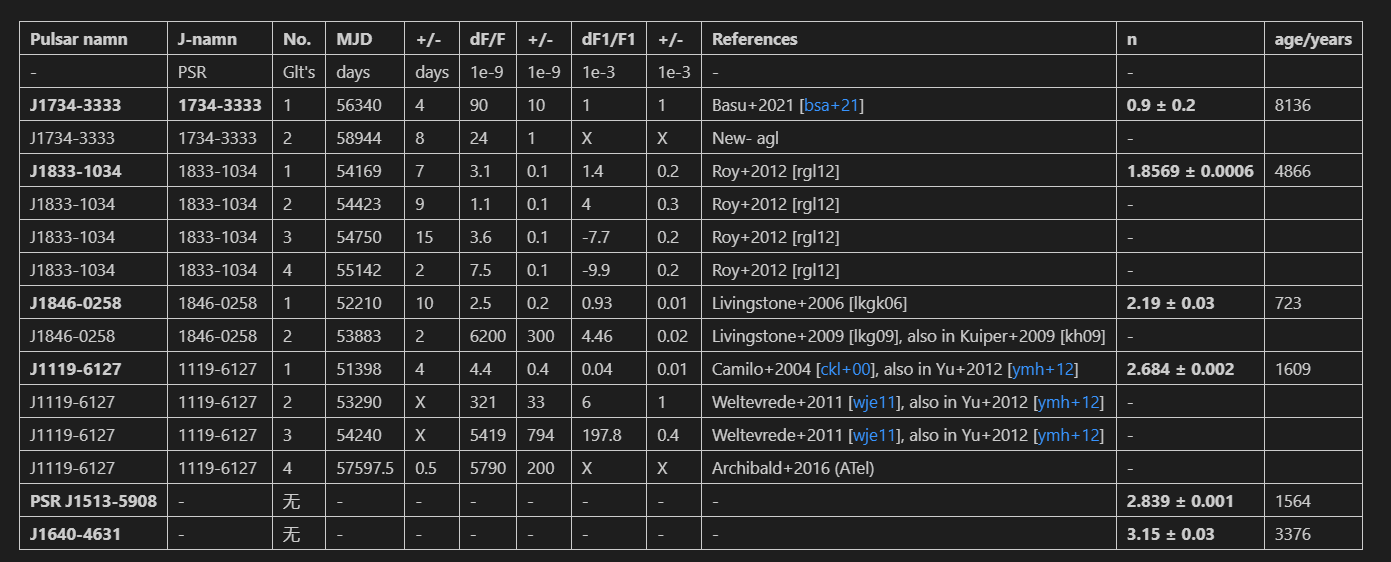 Pulsar namn J-namn No. MJD +/- dF/F +/- dF1/F1 +/- References n age/years
- PSR Glt's days days 1e-9 1e-9 1e-3 1e-3 - -
J1734-3333 1734-3333 1 56340 4 90 10 1 1 Basu+2021 [bsa+21] 0.9 ± 0.2 8136
J1734-3333 1734-3333 2 58944 8 24 1 X X New- agl -
J1833-1034 1833-1034 1 54169 7 3.1 0.1 1.4 0.2 Roy+2012 [rgl12] 1.8569 ± 0.0006 4866
J1833-1034 1833-1034 2 54423 9 1.1 0.1 4 0.3 Roy+2012 [rgl12] -
J1833-1034 1833-1034 3 54750 15 3.6 0.1 -7.7 0.2 Roy+2012 [rgl12] -
J1833-1034 1833-1034 4 55142 2 7.5 0.1 -9.9 0.2 Roy+2012 [rgl12] -
J1846-0258 1846-0258 1 52210 10 2.5 0.2 0.93 0.01 Livingstone+2006 [lkgk06] 2.19 ± 0.03 723
J1846-0258 1846-0258 2 53883 2 6200 300 4.46 0.02 Livingstone+2009 [lkg09], also in Kuiper+2009 [kh09] -
J1119-6127 1119-6127 1 51398 4 4.4 0.4 0.04 0.01 Camilo+2004 [ckl+00], also in Yu+2012 [ymh+12] 2.684 ± 0.002 1609
J1119-6127 1119-6127 2 53290 X 321 33 6 1 Weltevrede+2011 [wje11], also in Yu+2012 [ymh+12] -
J1119-6127 1119-6127 3 54240 X 5419 794 197.8 0.4 Weltevrede+2011 [wje11], also in Yu+2012 [ymh+12] -
J1119-6127 1119-6127 4 57597.5 0.5 5790 200 X X Archibald+2016 (ATel) -
PSR J1513-5908 - 无 - - - - - - - 2.839 ± 0.001 1564
J1640-4631 - 无 - - - - - - - 3.15 ± 0.03 3376